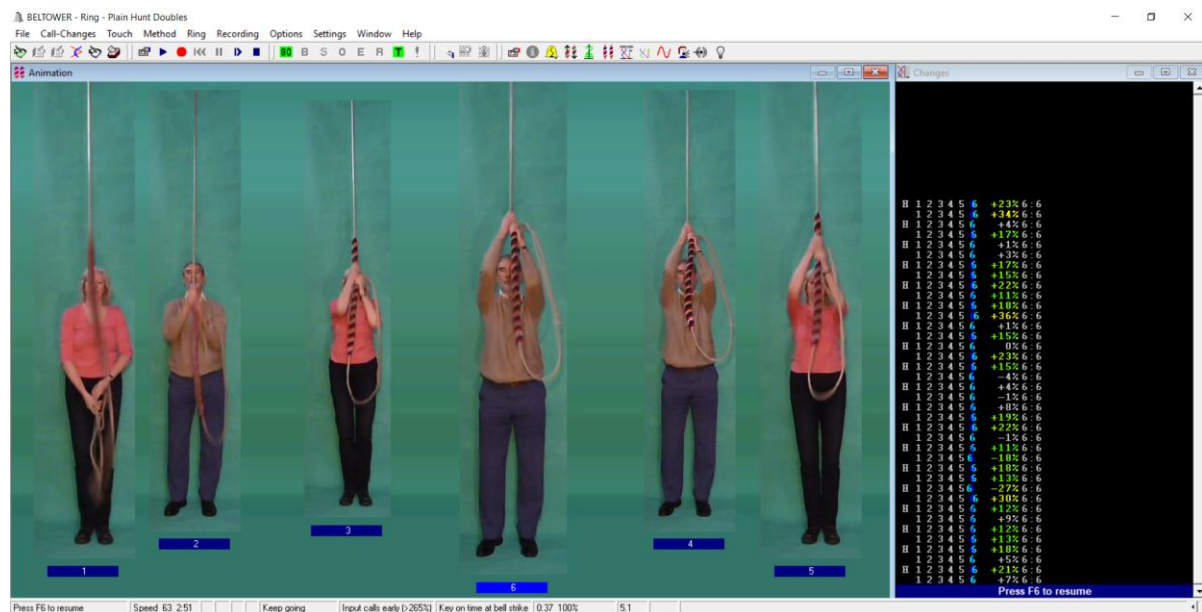 BELTOWER - Ring - Plain Hunt Doubles
File Call-Changes Touch Method Ring Recording Options Settings Window Help
GO B S O E R T !
Animation
Changes
1
2
3
6
4
5
H 1 2 3 4 5 6 +23% 6:6
1 2 3 4 5 6 +34% 6:6
H 1 2 3 4 5 6 +4% 6:6
1 2 3 4 5 6 +17% 6:6
H 1 2 3 4 5 6 +1% 6:6
1 2 3 4 5 6 +3% 6:6
H 1 2 3 4 5 6 +17% 6:6
1 2 3 4 5 6 +15% 6:6
H 1 2 3 4 5 6 +22% 6:6
1 2 3 4 5 6 +11% 6:6
H 1 2 3 4 5 6 +18% 6:6
1 2 3 4 5 6 +36% 6:6
H 1 2 3 4 5 6 +1% 6:6
1 2 3 4 5 6 +15% 6:6
H 1 2 3 4 5 6 0% 6:6
1 2 3 4 5 6 +23% 6:6
H 1 2 3 4 5 6 +15% 6:6
1 2 3 4 5 6 -4% 6:6
H 1 2 3 4 5 6 +4% 6:6
1 2 3 4 5 6 -1% 6:6
H 1 2 3 4 5 6 +8% 6:6
1 2 3 4 5 6 +19% 6:6
H 1 2 3 4 5 6 +22% 6:6
1 2 3 4 5 6 -1% 6:6
H 1 2 3 4 5 6 +11% 6:6
1 2 3 4 5 6 -18% 6:6
H 1 2 3 4 5 6 +18% 6:6
1 2 3 4 5 6 +13% 6:6
H 1 2 3 4 5 6 -27% 6:6
1 2 3 4 5 6 +30% 6:6
H 1 2 3 4 5 6 +12% 6:6
1 2 3 4 5 6 +9% 6:6
H 1 2 3 4 5 6 +12% 6:6
1 2 3 4 5 6 +13% 6:6
H 1 2 3 4 5 6 +18% 6:6
1 2 3 4 5 6 +5% 6:6
H 1 2 3 4 5 6 +21% 6:6
1 2 3 4 5 6 +7% 6:6
Press F6 to resume
Press F6 to resume Speed 63 2:51 Keep going Input calls early (>265%) Key on time at bell strike 0:37 100% 5.1